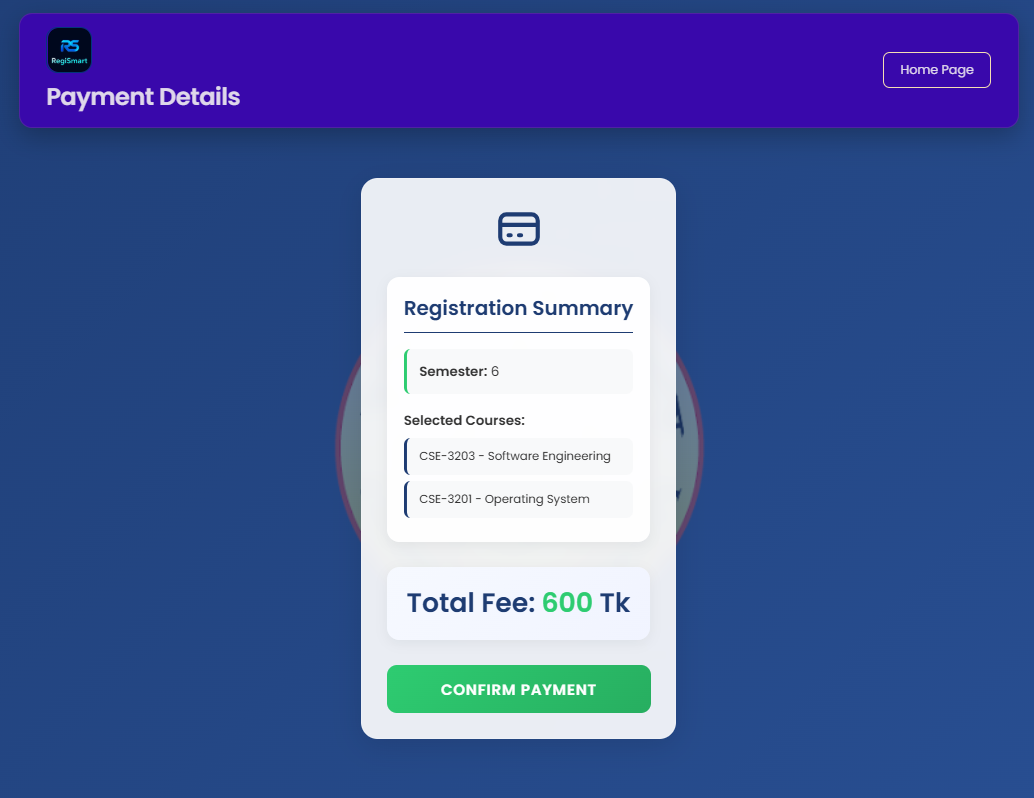 RS
RegiSmart
Payment Details
Home Page
Registration Summary
Semester: 6
Selected Courses:
CSE-3203 - Software Engineering
CSE-3201 - Operating System
Total Fee: 600 Tk
CONFIRM PAYMENT